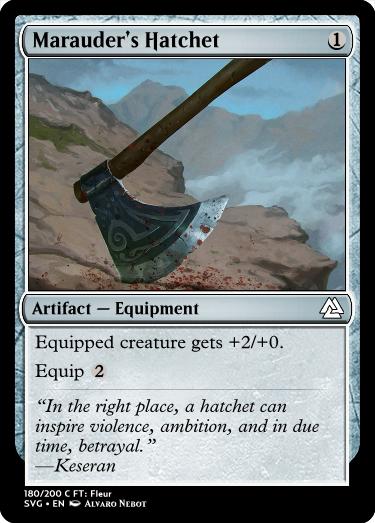 Marauder's Hatchet 1
Artifact — Equipment
Equipped creature gets +2/+0.
Equip 2
“In the right place, a hatchet can
inspire violence, ambition, and in due
time, betrayal.”
—Keseran
180/200 C FT: Fleur
SVG • EN Alvaro Nebot